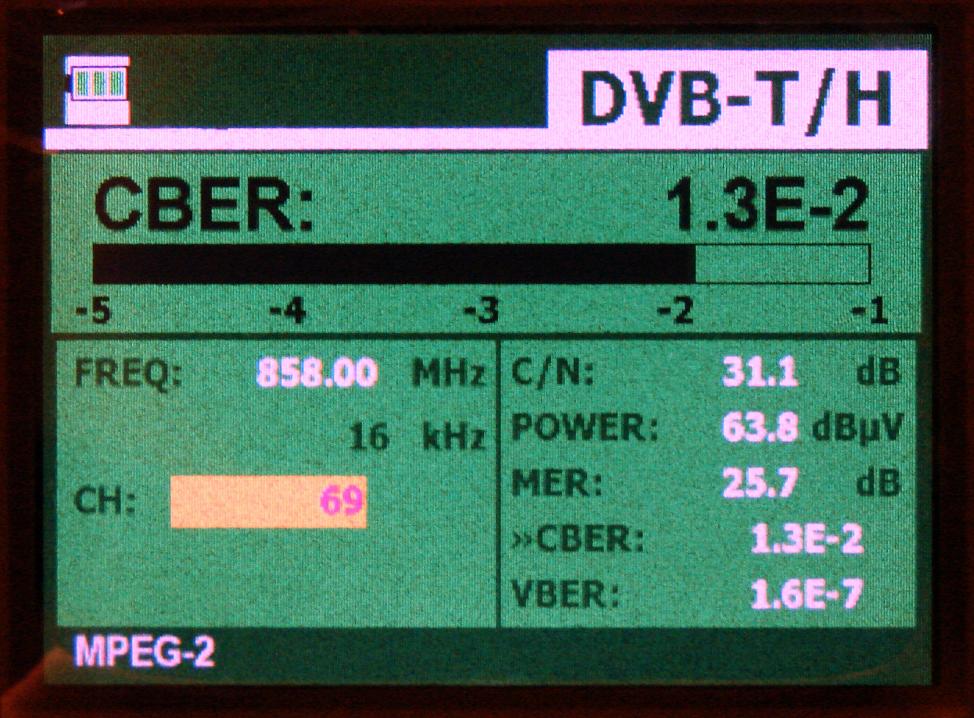 DVB-T/H
CBER: 1.3E-2
-5 -4 -3 -2 -1
FREQ: 858.00 MHz
16 kHz
CH: 69
C/N: 31.1 dB
POWER: 63.8 dBµV
MER: 25.7 dB
»CBER: 1.3E-2
VBER: 1.6E-7
MPEG-2